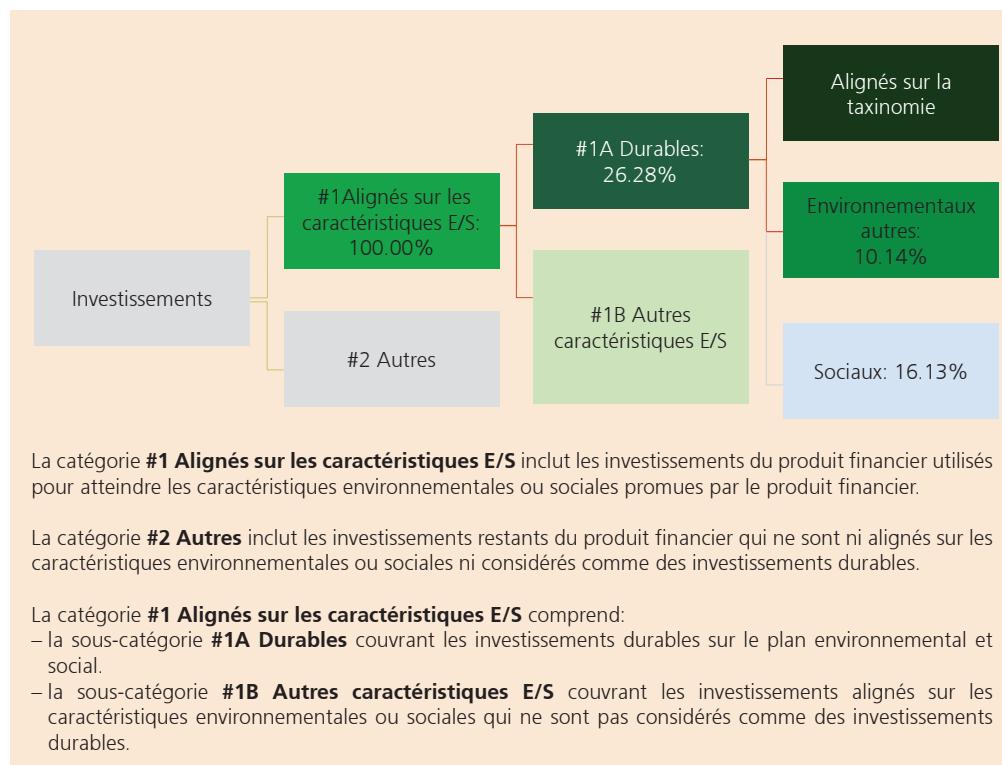 Alignés sur la
taxinomie
#1A Durables:
26.28%
#1Alignés sur les
caractéristiques E/S:
100.00%
Environnementaux
autres:
10.14%
Investissements
#1B Autres
caractéristiques E/S
#2 Autres
Sociaux: 16.13%
La catégorie #1 Alignés sur les caractéristiques E/S inclut les investissements du produit financier utilisés
pour atteindre les caractéristiques environnementales ou sociales promues par le produit financier.
La catégorie #2 Autres inclut les investissements restants du produit financier qui ne sont ni alignés sur les
caractéristiques environnementales ou sociales ni considérés comme des investissements durables.
La catégorie #1 Alignés sur les caractéristiques E/S comprend:
– la sous-catégorie #1A Durables couvrant les investissements durables sur le plan environnemental et
social.
– la sous-catégorie #1B Autres caractéristiques E/S couvrant les investissements alignés sur les
caractéristiques environnementales ou sociales qui ne sont pas considérés comme des investissements
durables.